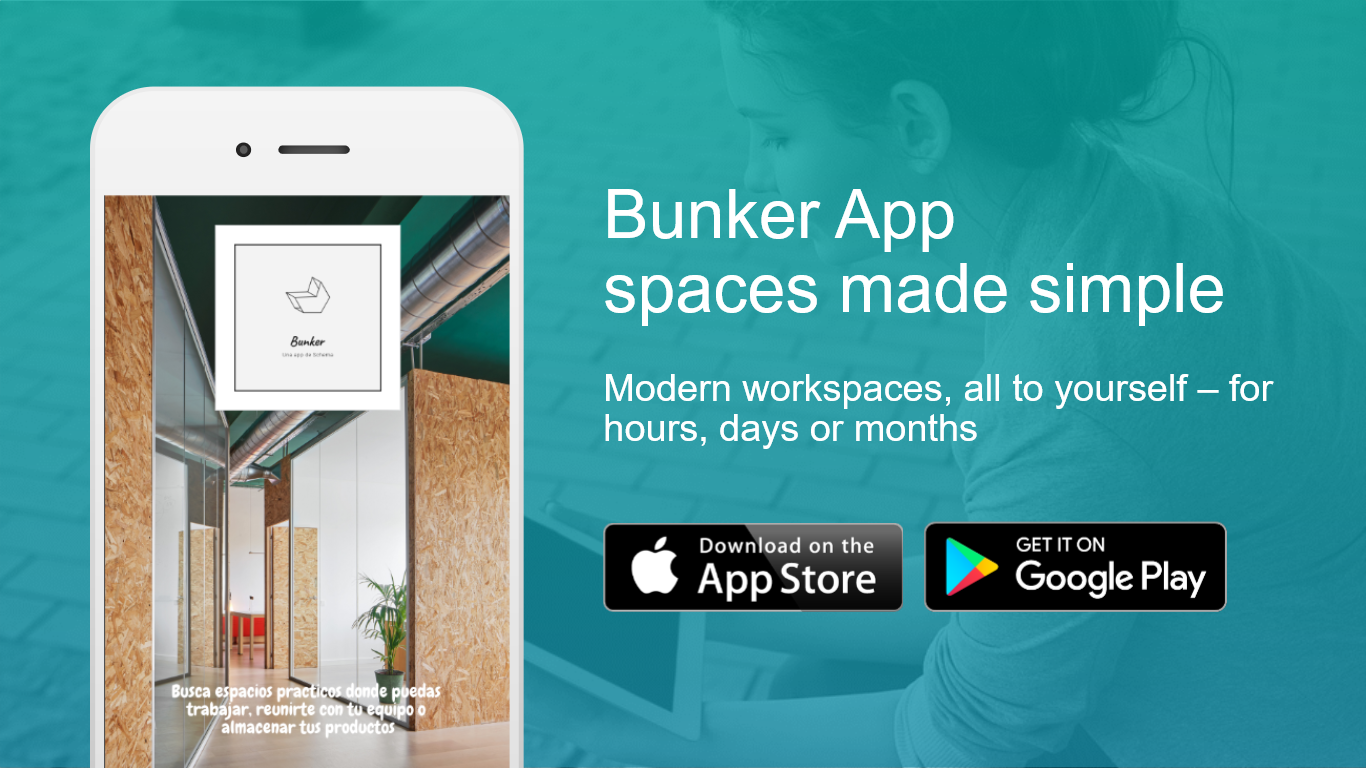 Bunker
Una app de Schema
Busca espacios practicos donde puedas
trabajar, reunirte con tu equipo o
almacenar tus productos
Bunker App
spaces made simple
Modern workspaces, all to yourself – for
hours, days or months
Download on the
App Store
GET IT ON
Google Play